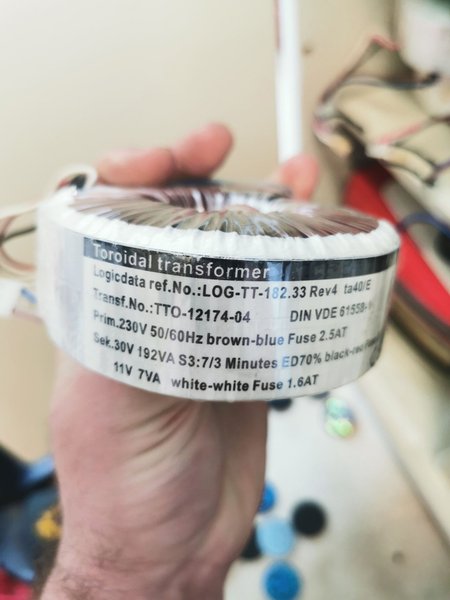 Toroidal transformer
Logicdata ref.No.:LOG-TT-182.33 Rev4 ta40/E
Transf.No.:TTO-12174-04 DIN VDE 61558-1
Prim.230V 50/60Hz brown-blue Fuse 2.5AT
Sek.30V 192VA S3:7/3 Minutes ED70% black-red
11V 7VA white-white Fuse 1.6AT